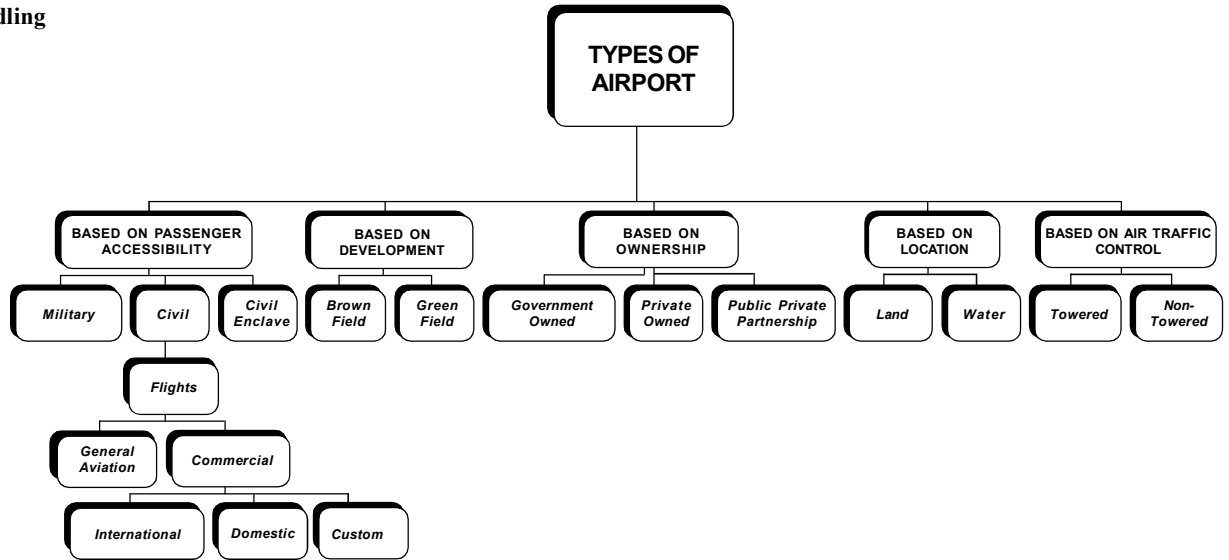 TYPES OF
AIRPORT
BASED ON PASSENGER
ACCESSIBILITY
BASED ON
DEVELOPMENT
BASED ON
OWNERSHIP
BASED ON
LOCATION
BASED ON AIR TRAFFIC
CONTROL
Military
Civil
Civil
Enclave
Brown
Field
Green
Field
Government
Owned
Private
Owned
Public Private
Partnership
Land
Water
Towered
Non-
Towered
Flights
General
Aviation
Commercial
International
Domestic
Custom